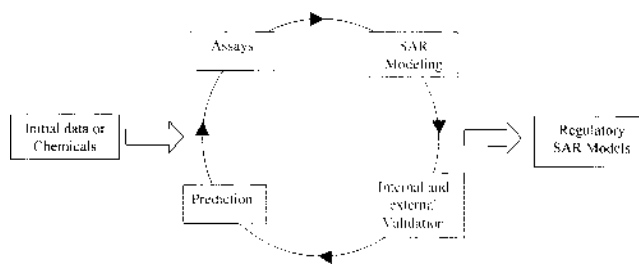 Assays
SAR
Modeling
Initial data or
Chemicals
Regulatory
SAR Models
Prediction
Internal and
external
Validation